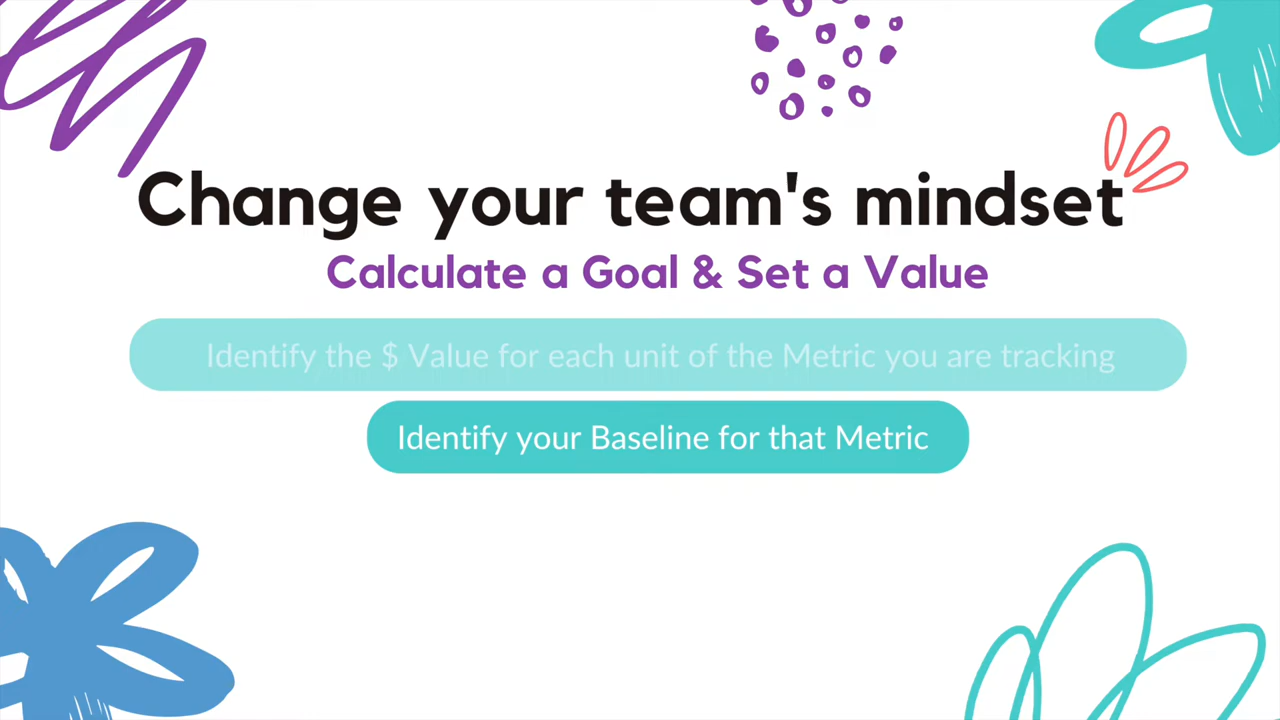 Change your team's mindset
Calculate a Goal & Set a Value
Identify the $ Value for each unit of the Metric you are tracking
Identify your Baseline for that Metric